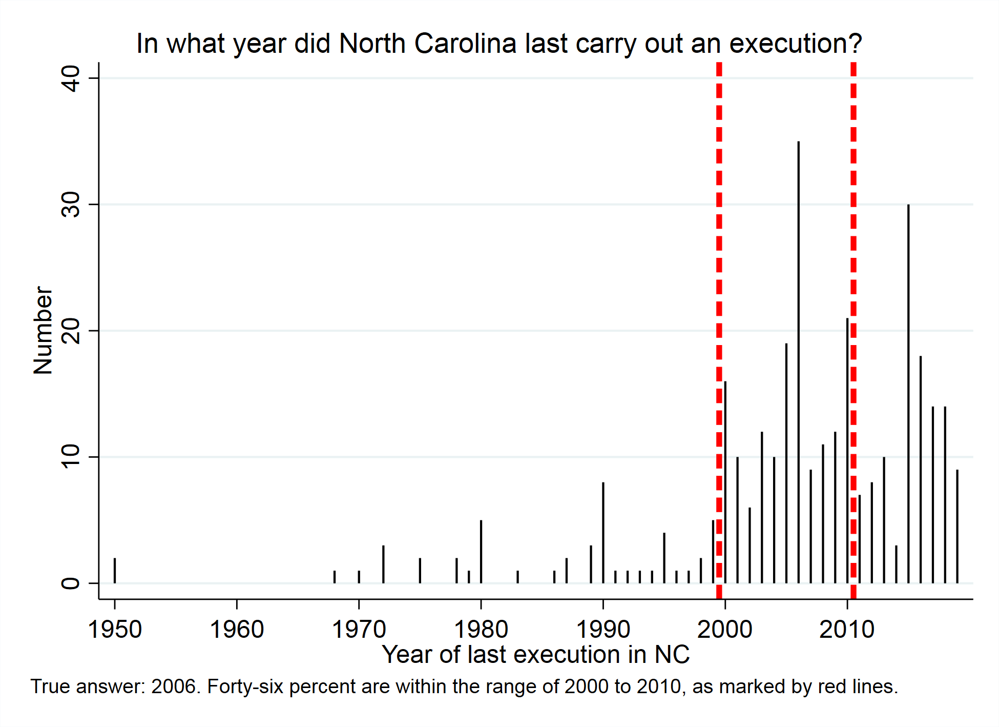 In what year did North Carolina last carry out an execution?
40
30
20
10
0
Number
1950 1960 1970 1980 1990 2000 2010
Year of last execution in NC
True answer: 2006. Forty-six percent are within the range of 2000 to 2010, as marked by red lines.